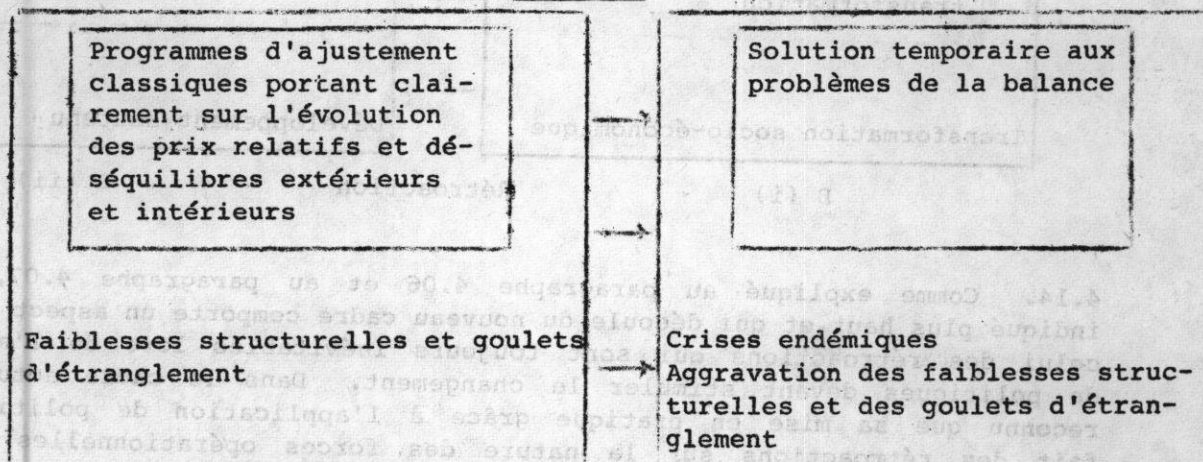 Programmes d'ajustement
classiques portant clai-
rement sur l'évolution
des prix relatifs et dé-
séquilibres extérieurs
et intérieurs
Faiblesses structurelles et goulets
d'étranglement
Solution temporaire aux
problèmes de la balance
Crises endémiques
Aggravation des faiblesses struc-
turelles et des goulets d'étran-
glement